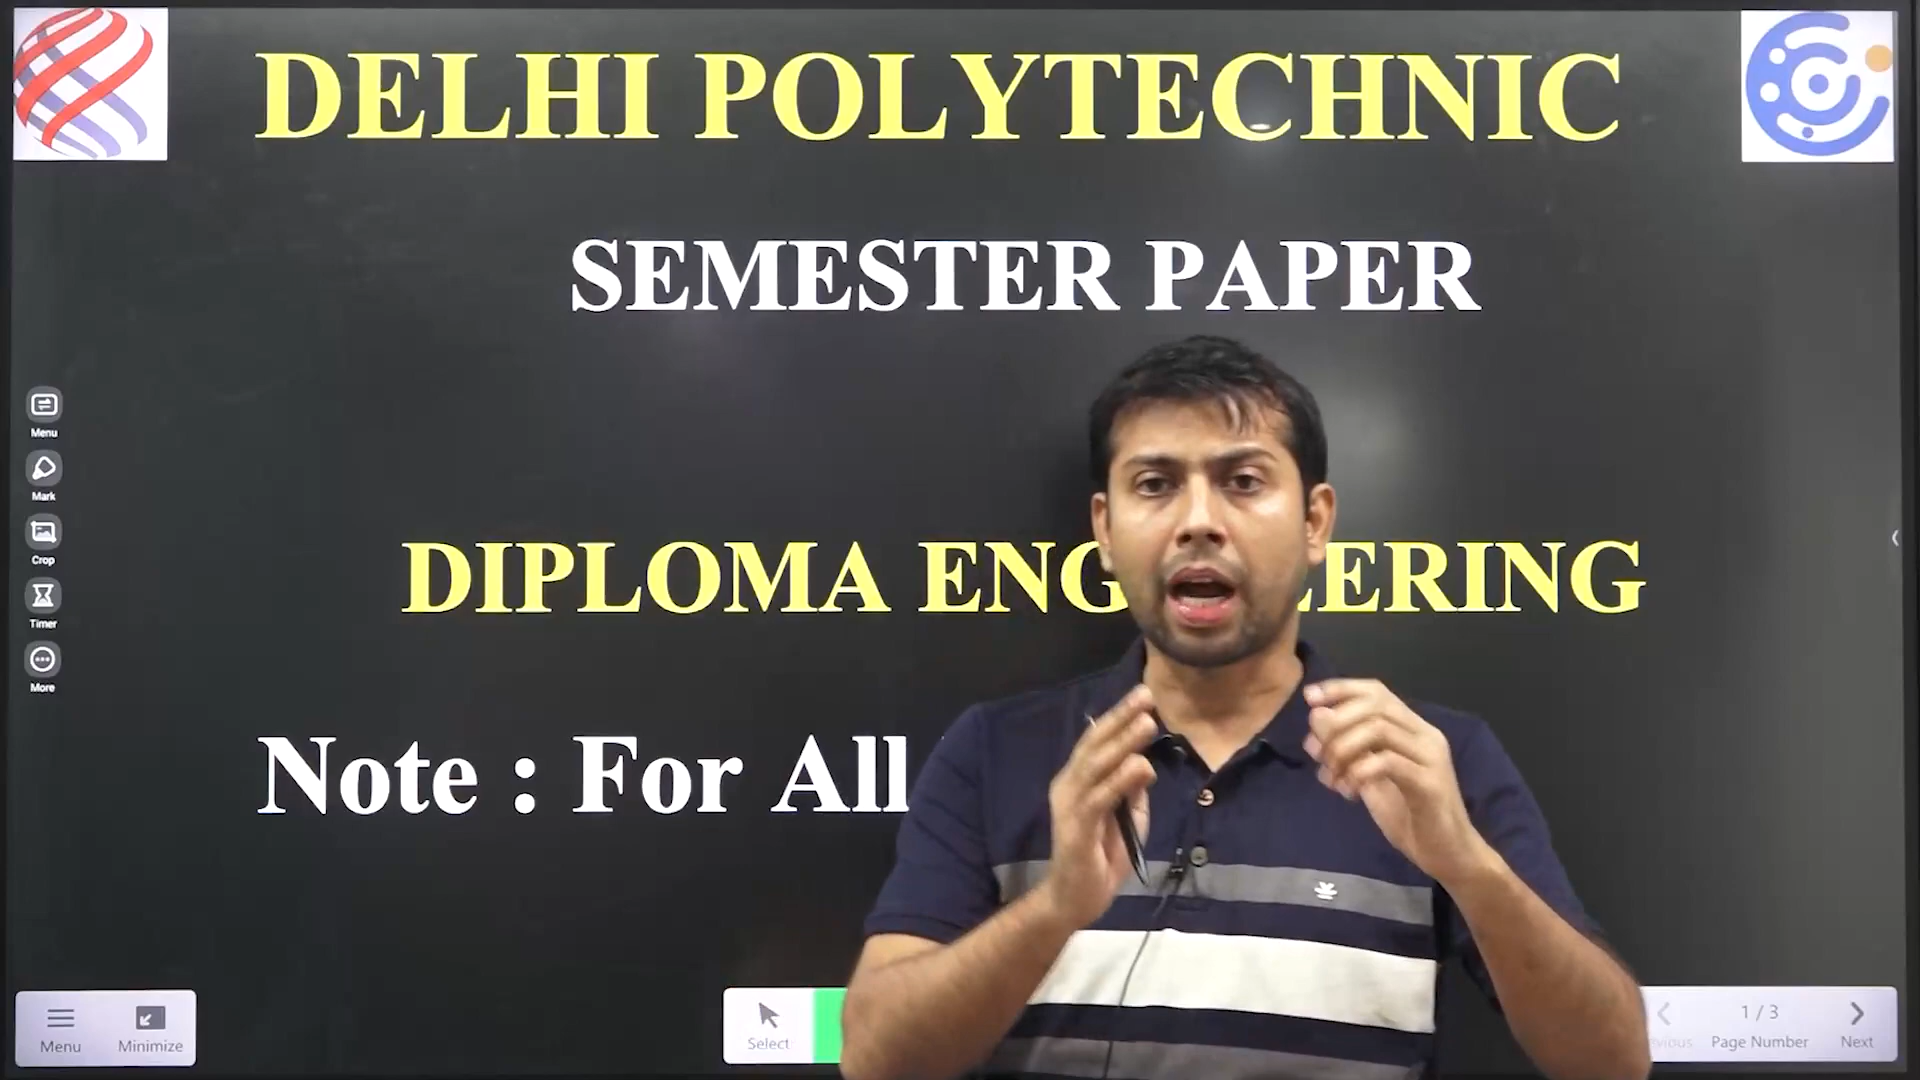 DELHI POLYTECHNIC
SEMESTER PAPER
DIPLOMA ENG ERING
Note : For All
Menu
Mark
Crop
Timer
More
Menu
Minimize
Select
1 / 3
Page Number
Next